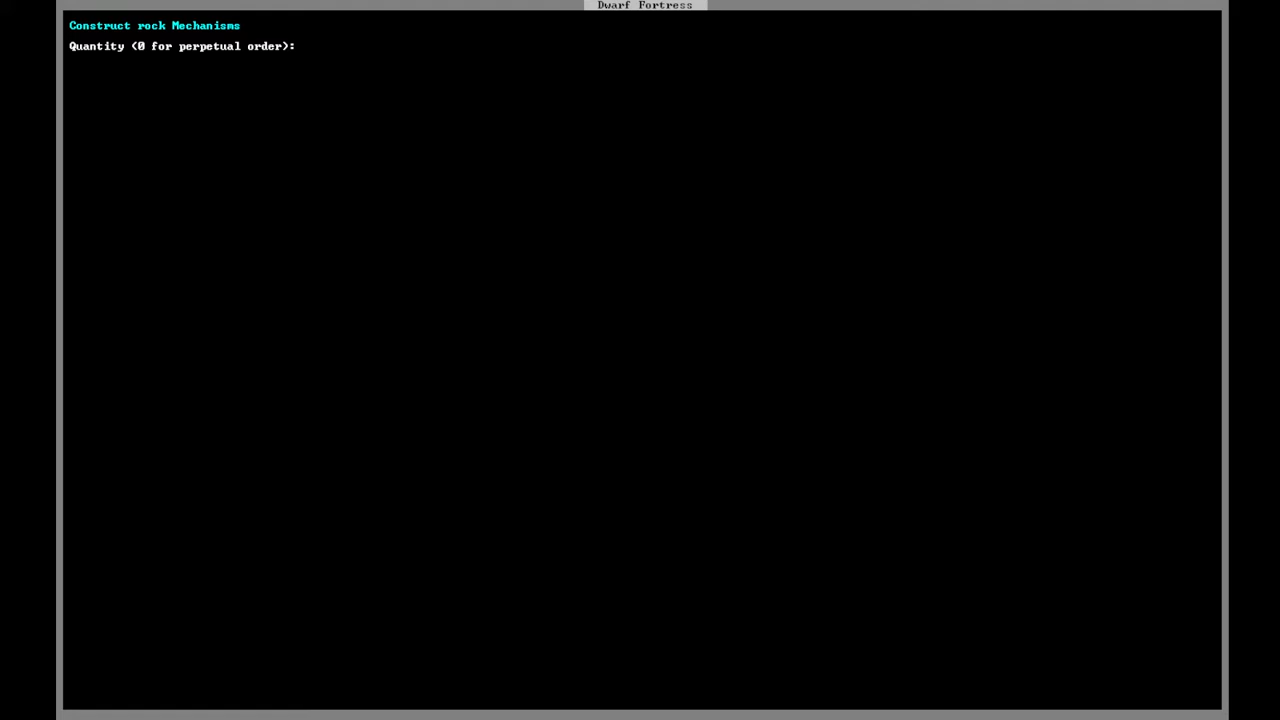 Dwarf Fortress
Construct rock Mechanisms
Quantity (0 for perpetual order):